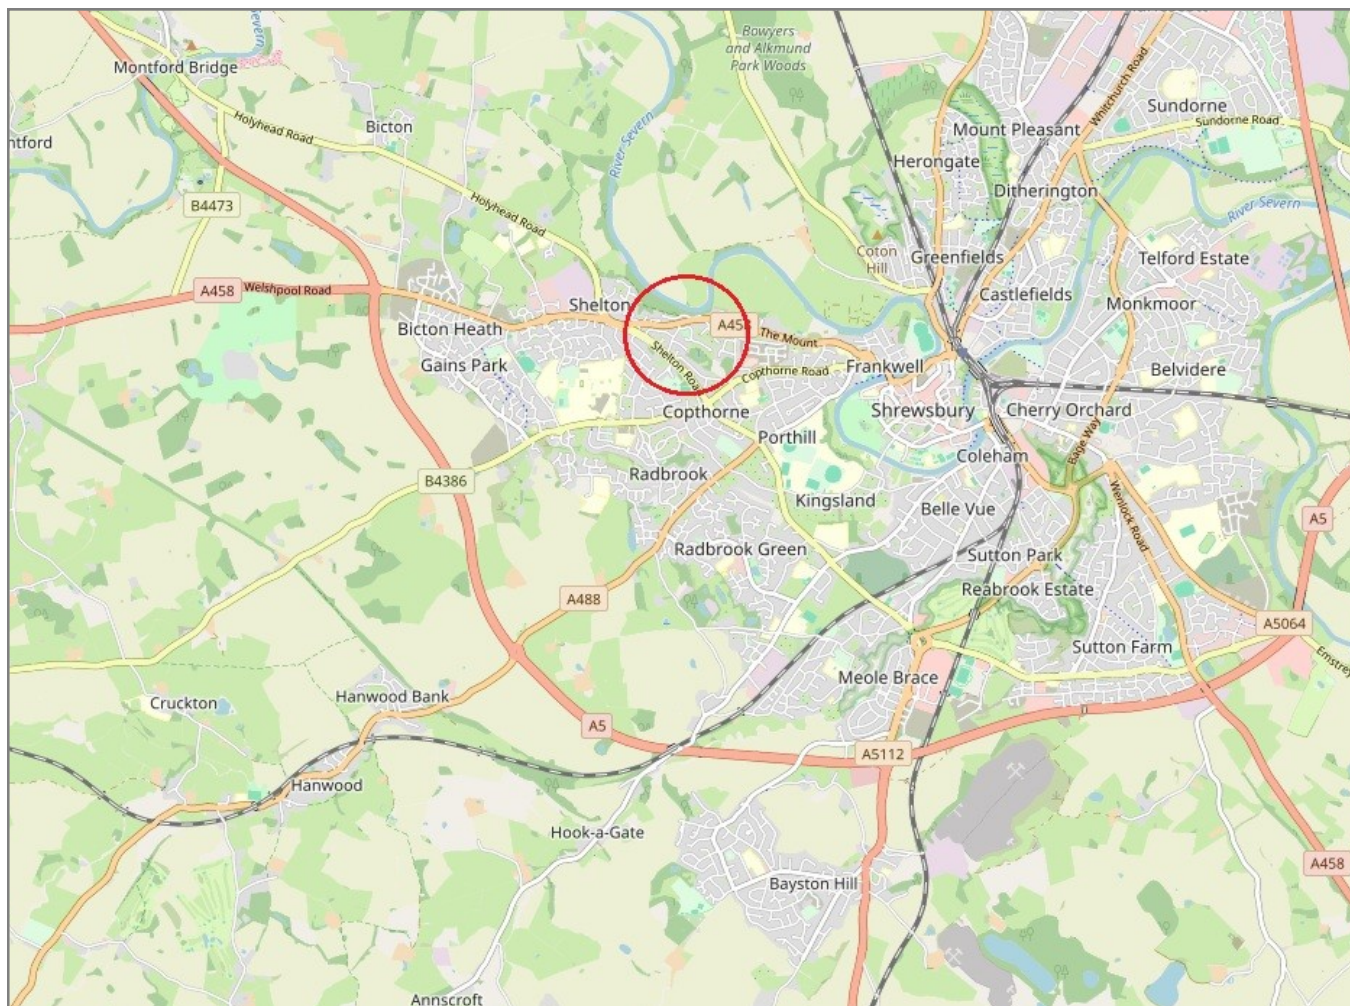 River Severn
Bowyers
and Alkmund
Park Woods
Montford Bridge
Whitchurch Road
Sundorne
Sundorne Road
Holyhead Road
Bicton
Mount Pleasant
ntford
River Severn
Herongate
Ditherington
B4473
Holyhead Road
River Severn
Coton
Hill
Greenfields
Telford Estate
A458
Welshpool Road
Castlefields
Shelton
Monkmoor
Bicton Heath
A458
The Mount
Gains Park
Shelton Road
Copthorne Road
Frankwell
Belvidere
Copthorne
Shrewsbury
Cherry Orchard
Porthill
Bage Way
Coleham
Radbrook
B4386
Kingsland
Belle Vue
Wenlock Road
A5
Radbrook Green
Sutton Park
A488
Reabrook Estate
A5064
Sutton Farm
Emstrey
Meole Brace
Hanwood Bank
Cruckton
A5
A5112
Hanwood
Hook-a-Gate
A458
Bayston Hill
Annscroft